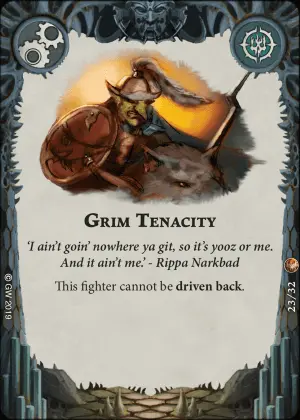 GRIM TENACITY
‘I ain’t goin’ nowhere ya git, so it’s yooz or me.
And it ain’t me.’ - Rippa Narkbad
This fighter cannot be driven back.
© GW 2019
23/32